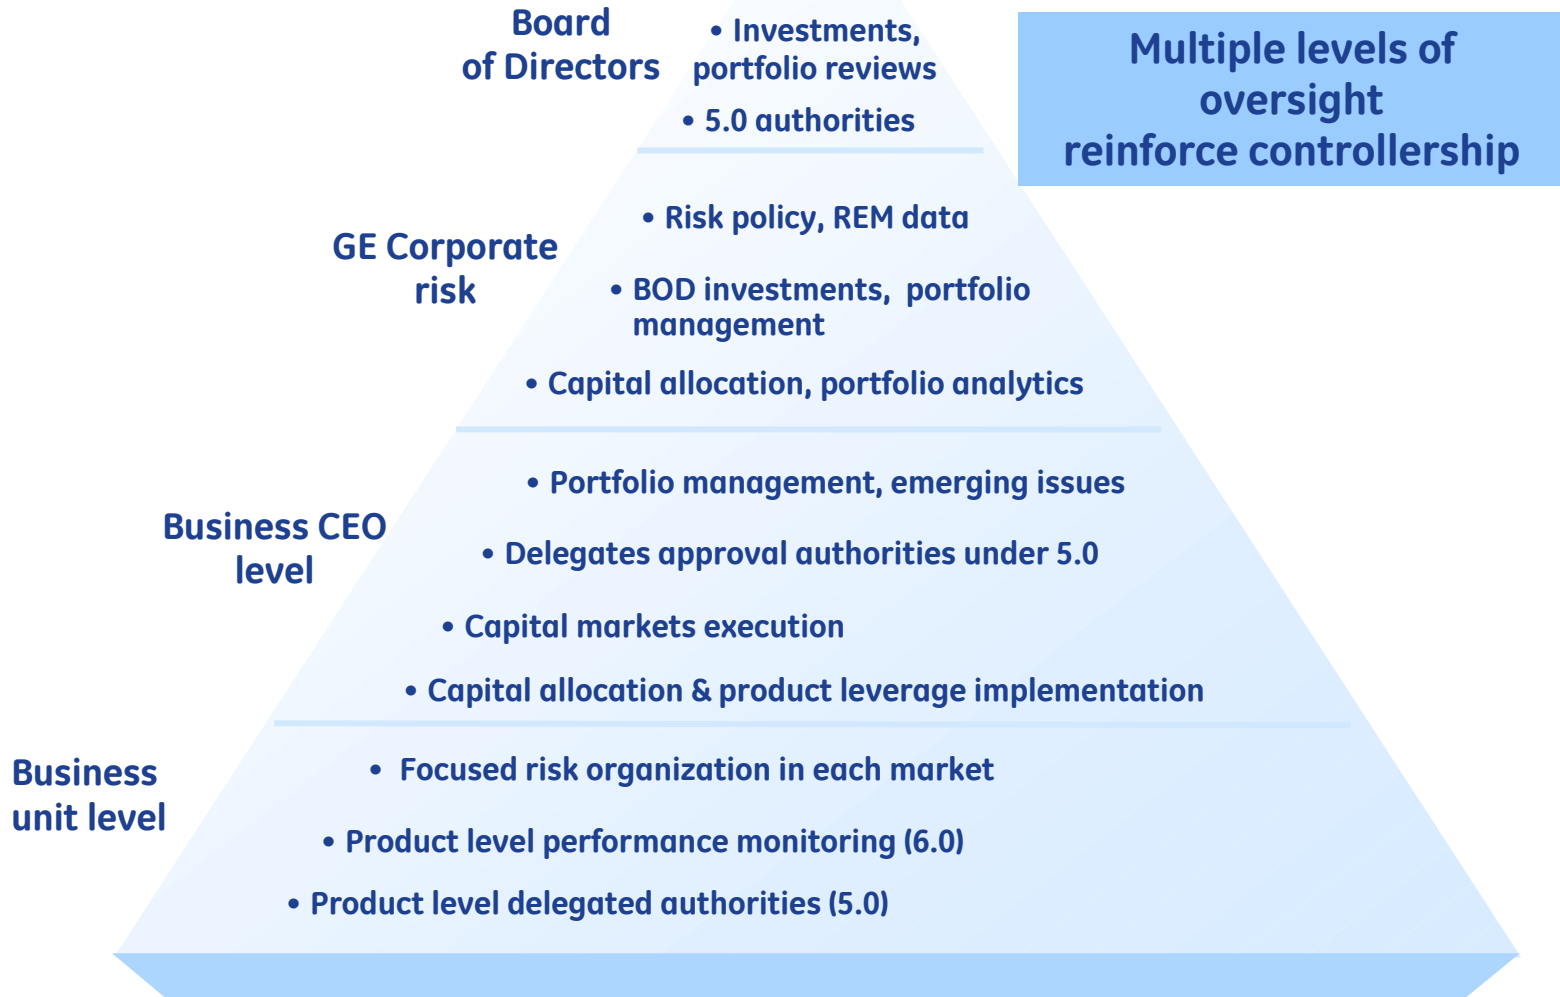 Board
of Directors
• Investments,
portfolio reviews
• 5.0 authorities
Multiple levels of
oversight
reinforce controllership
GE Corporate
risk
• Risk policy, REM data
• BOD investments, portfolio
management
• Capital allocation, portfolio analytics
Business CEO
level
• Portfolio management, emerging issues
• Delegates approval authorities under 5.0
• Capital markets execution
• Capital allocation & product leverage implementation
Business
unit level
• Focused risk organization in each market
• Product level performance monitoring (6.0)
• Product level delegated authorities (5.0)